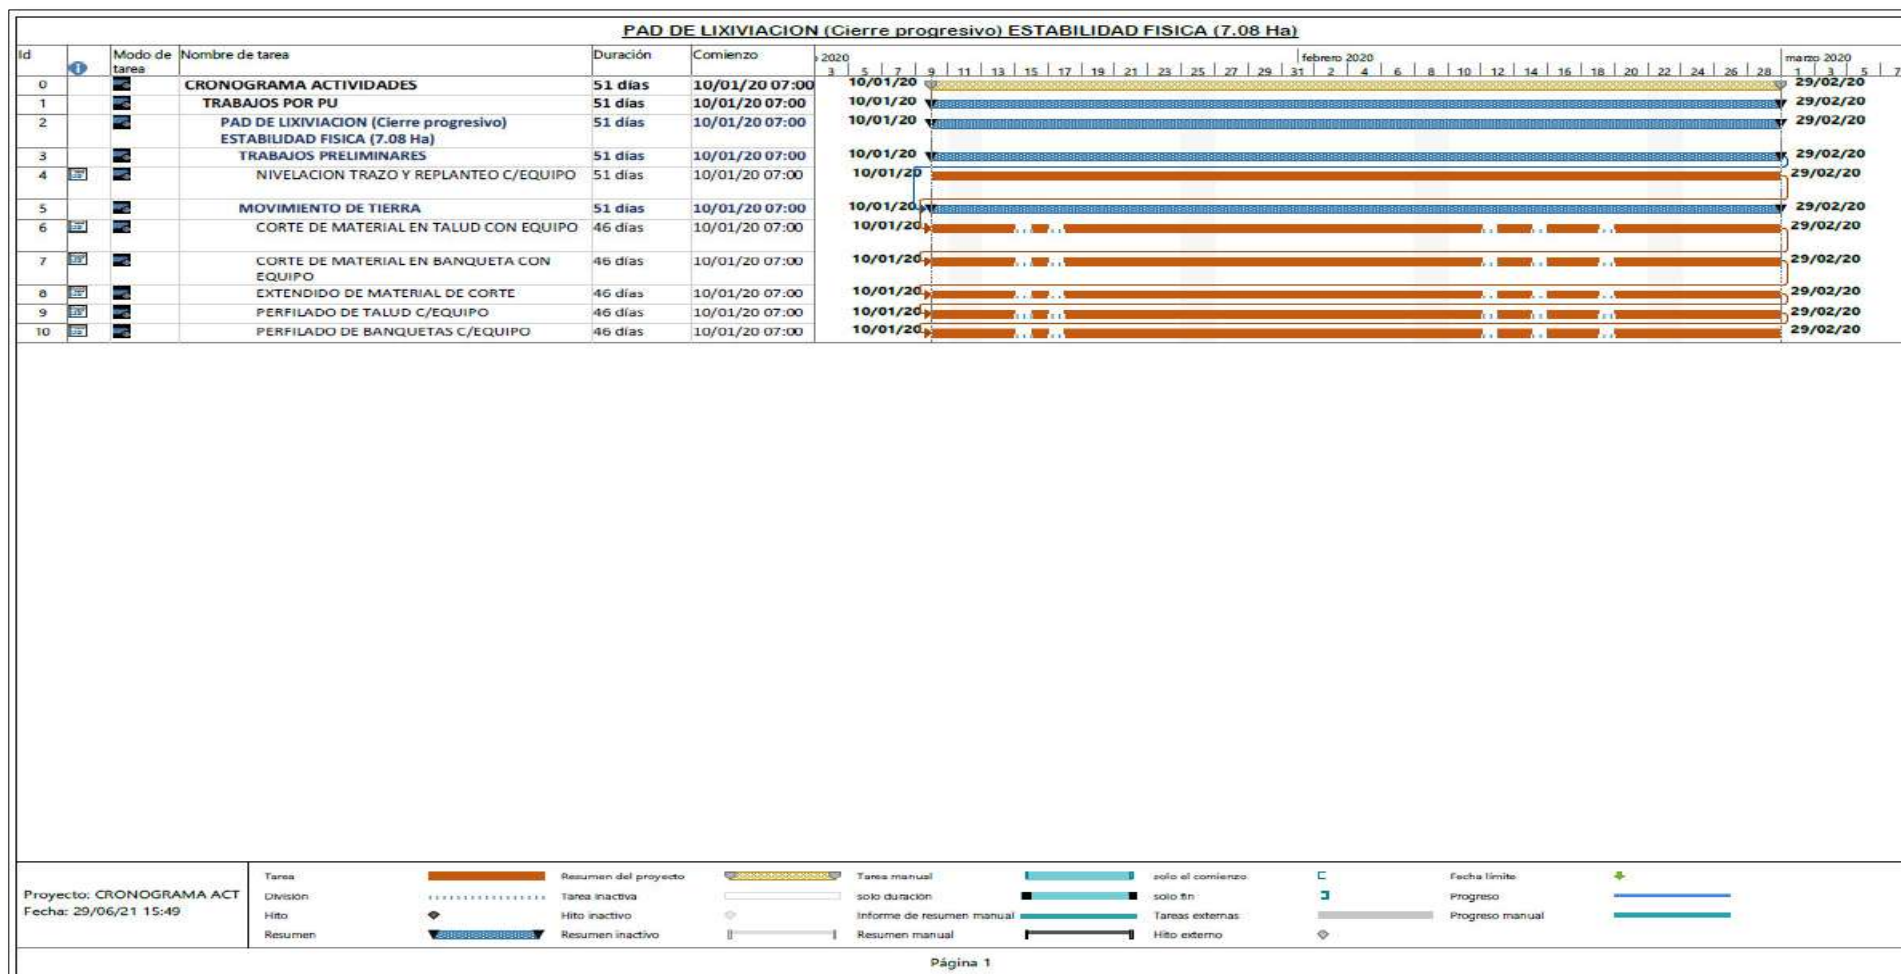 PAD DE LIXIVIACION (Cierre progresivo) ESTABILIDAD FISICA (7.08 Ha)
Id Modo de tarea Nombre de tarea Duración Comienzo
2020 febrero 2020 marzo 2020
3 5 7 9 11 13 15 17 19 21 23 25 27 29 31 2 4 6 8 10 12 14 16 18 20 22 24 26 28 1 3 5 7
0 CRONOGRAMA ACTIVIDADES 51 días 10/01/20 07:00 10/01/20 29/02/20
1 TRABAJOS POR PU 51 días 10/01/20 07:00 10/01/20 29/02/20
2 PAD DE LIXIVIACION (Cierre progresivo) 51 días 10/01/20 07:00 10/01/20 29/02/20
ESTABILIDAD FISICA (7.08 Ha)
3 TRABAJOS PRELIMINARES 51 días 10/01/20 07:00 10/01/20 29/02/20
4 NIVELACION TRAZO Y REPLANTEO C/EQUIPO 51 días 10/01/20 07:00 10/01/20 29/02/20
5 MOVIMIENTO DE TIERRA 51 días 10/01/20 07:00 10/01/20 29/02/20
6 CORTE DE MATERIAL EN TALUD CON EQUIPO 46 días 10/01/20 07:00 10/01/20 29/02/20
7 CORTE DE MATERIAL EN BANQUETA CON 46 días 10/01/20 07:00 10/01/20 29/02/20
EQUIPO
8 EXTENDIDO DE MATERIAL DE CORTE 46 días 10/01/20 07:00 10/01/20 29/02/20
9 PERFILADO DE TALUD C/EQUIPO 46 días 10/01/20 07:00 10/01/20 29/02/20
10 PERFILADO DE BANQUETAS C/EQUIPO 46 días 10/01/20 07:00 10/01/20 29/02/20
Proyecto: CRONOGRAMA ACT
Fecha: 29/06/21 15:49
Tarea Resumen del proyecto Tarea manual solo el comienzo Fecha límite
División Tarea inactiva solo duración solo fin Progreso
Hito Hito inactivo Informe de resumen manual Tareas externas Progreso manual
Resumen Resumen inactivo Resumen manual Hito externo
Página 1